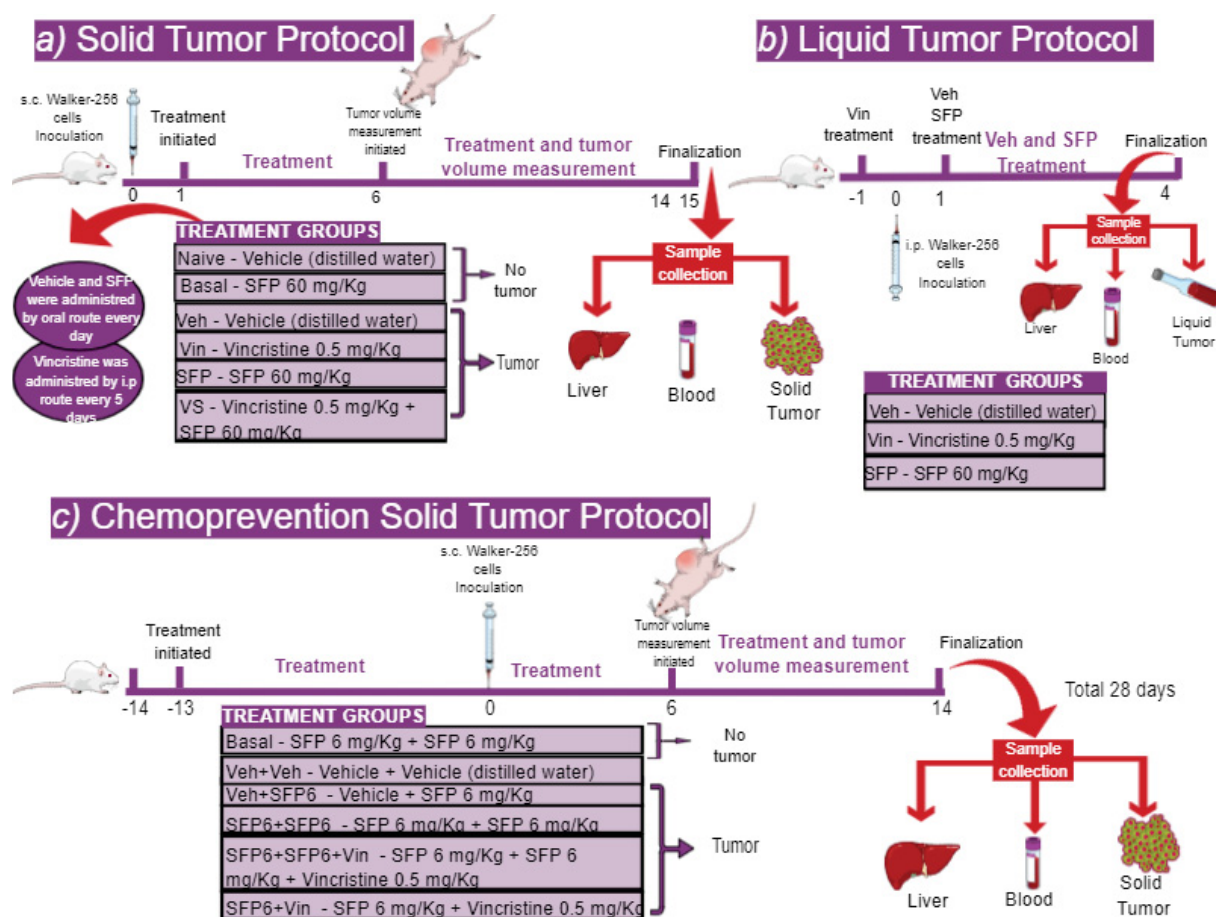 a) Solid Tumor Protocol
s.c. Walker-256
cells
Inoculation
Treatment
initiated
Treatment
Tumor volume
measurement
initiated
Treatment and tumor
volume measurement
Finalization
0
1
6
14
15
Vehicle and SFP
were administred
by oral route every
day
Vincristine was
administred by i.p
route every 5
days
TREATMENT GROUPS
Naive - Vehicle (distilled water)
Basal - SFP 60 mg/Kg
No
tumor
Veh - Vehicle (distilled water)
Vin - Vincristine 0.5 mg/Kg
SFP - SFP 60 mg/Kg
VS - Vincristine 0.5 mg/Kg +
SFP 60 mg/Kg
Tumor
Sample
collection
Liver
Blood
Solid
Tumor
b) Liquid Tumor Protocol
Vin
treatment
Veh
SFP
treatment
Veh and SFP
Treatment
Finalization
-1
0
1
4
i.p. Walker-256
cells
Inoculation
Sample
collection
Liver
Blood
Liquid
Tumor
TREATMENT GROUPS
Veh - Vehicle (distilled water)
Vin - Vincristine 0.5 mg/Kg
SFP - SFP 60 mg/Kg
c) Chemoprevention Solid Tumor Protocol
s.c. Walker-256
cells
Inoculation
Treatment
initiated
Treatment
Treatment
Tumor volume
measurement
initiated
Treatment and tumor
volume measurement
Finalization
-14
-13
0
6
14
Total 28 days
TREATMENT GROUPS
Basal - SFP 6 mg/Kg + SFP 6 mg/Kg
No
tumor
Veh+Veh - Vehicle + Vehicle (distilled water)
Veh+SFP6 - Vehicle + SFP 6 mg/Kg
SFP6+SFP6 - SFP 6 mg/Kg + SFP 6 mg/Kg
SFP6+SFP6+Vin - SFP 6 mg/Kg + SFP 6
mg/Kg + Vincristine 0.5 mg/Kg
SFP6+Vin - SFP 6 mg/Kg + Vincristine 0.5 mg/Kg
Tumor
Sample
collection
Liver
Blood
Solid
Tumor